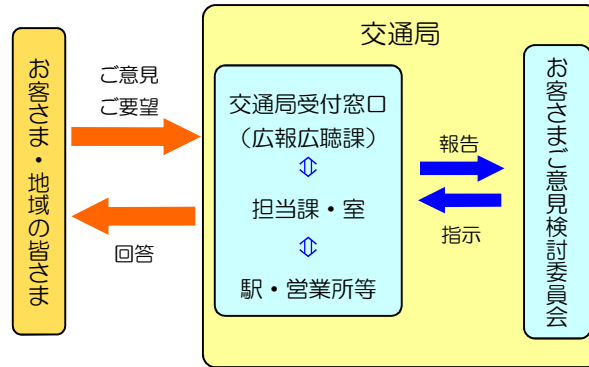 お客さま・地域の皆さま
ご意見
ご要望
回答
交通局
交通局受付窓口
（広報広聴課）
⇕
担当課・室
⇕
駅・営業所等
報告
指示
お客さまご意見検討委員会